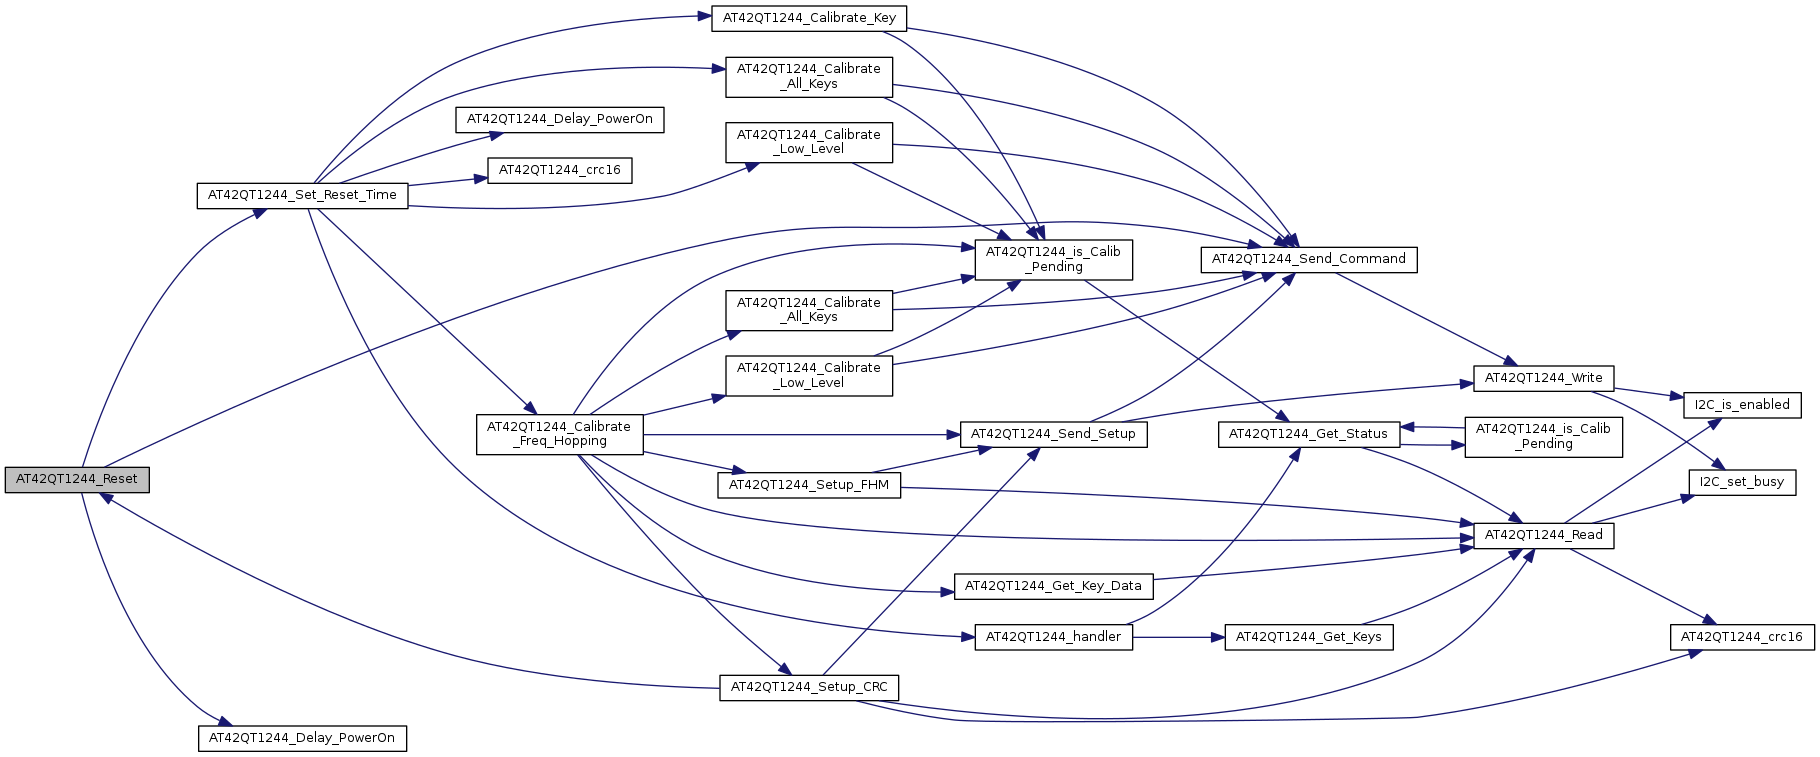 AT42QT1244_Calibrate_Key
AT42QT1244_Calibrate
_All_Keys
AT42QT1244_Delay_PowerOn
AT42QT1244_Calibrate
_Low_Level
AT42QT1244_crc16
AT42QT1244_Set_Reset_Time
AT42QT1244_is_Calib
_Pending
AT42QT1244_Send_Command
AT42QT1244_Calibrate
_All_Keys
AT42QT1244_Calibrate
_Low_Level
AT42QT1244_Write
I2C_is_enabled
AT42QT1244_Calibrate
_Freq_Hopping
AT42QT1244_Send_Setup
AT42QT1244_Get_Status
AT42QT1244_is_Calib
_Pending
AT42QT1244_Reset
AT42QT1244_Setup_FHM
I2C_set_busy
AT42QT1244_Read
AT42QT1244_Get_Key_Data
AT42QT1244_handler
AT42QT1244_Get_Keys
AT42QT1244_crc16
AT42QT1244_Setup_CRC
AT42QT1244_Delay_PowerOn